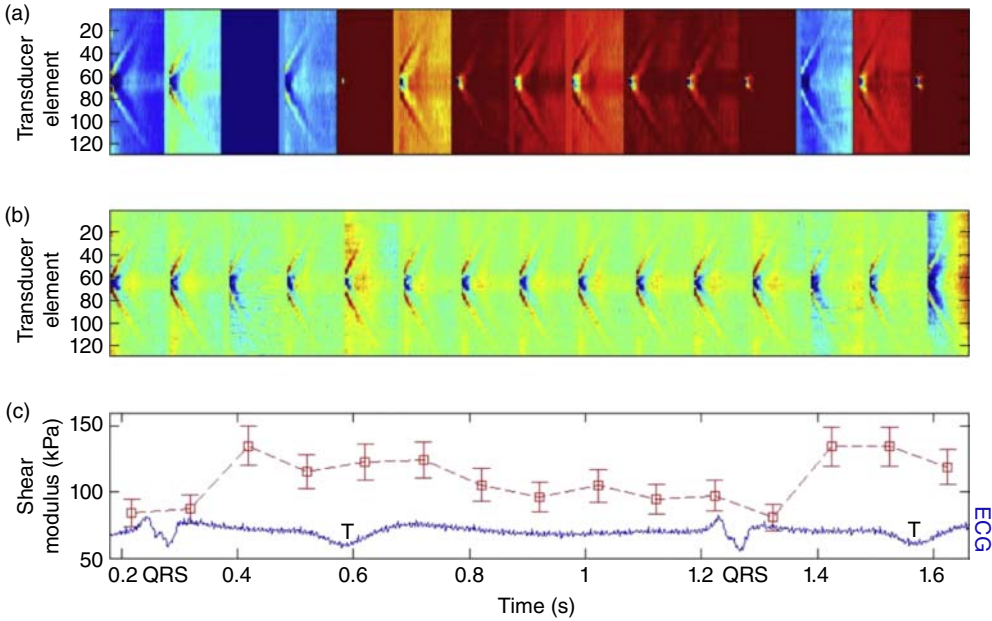 (a)
Transducer
element
20
40
60
80
100
120
(b)
Transducer
element
20
40
60
80
100
120
(c)
Shear
modulus (kPa)
150
100
50
T
T
ECG
0.2 QRS 0.4 0.6 0.8 1 1.2 QRS 1.4 1.6
Time (s)